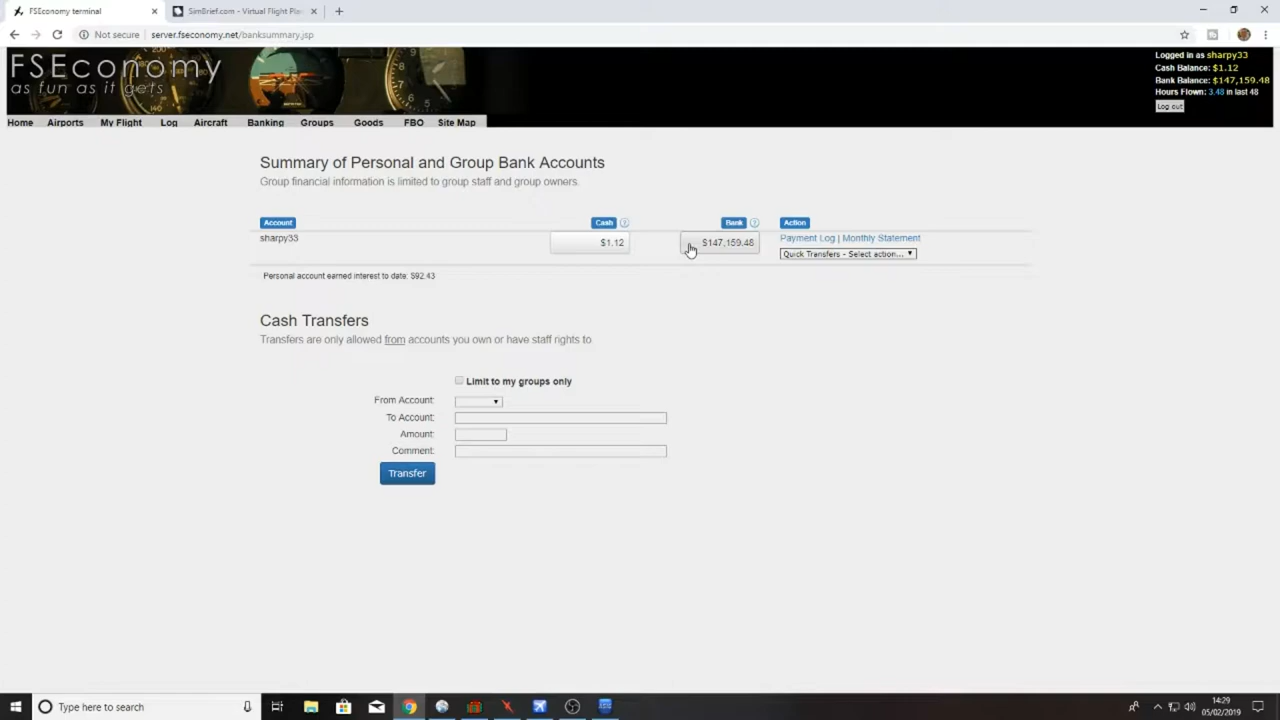 FSEconomy terminal
SimBrief.com - Virtual Flight Pla
Not secure | server.fseconomy.net/banksummary.jsp
FSEconomy
as fun as it gets
Logged in as sharpy33
Cash Balance: $1.12
Bank Balance: $147,159.48
Hours Flown: 3.48 in last 48
Log out
Home Airports My Flight Log Aircraft Banking Groups Goods FBO Site Map
Summary of Personal and Group Bank Accounts
Group financial information is limited to group staff and group owners.
Account Cash ? Bank ? Action
sharpy33 $1.12 $147,159.48 Payment Log | Monthly Statement
Quick Transfers - Select action...
Personal account earned interest to date: $92.43
Cash Transfers
Transfers are only allowed from accounts you own or have staff rights to
Limit to my groups only
From Account:
To Account:
Amount:
Comment:
Transfer
Type here to search
14:29
05/02/2019